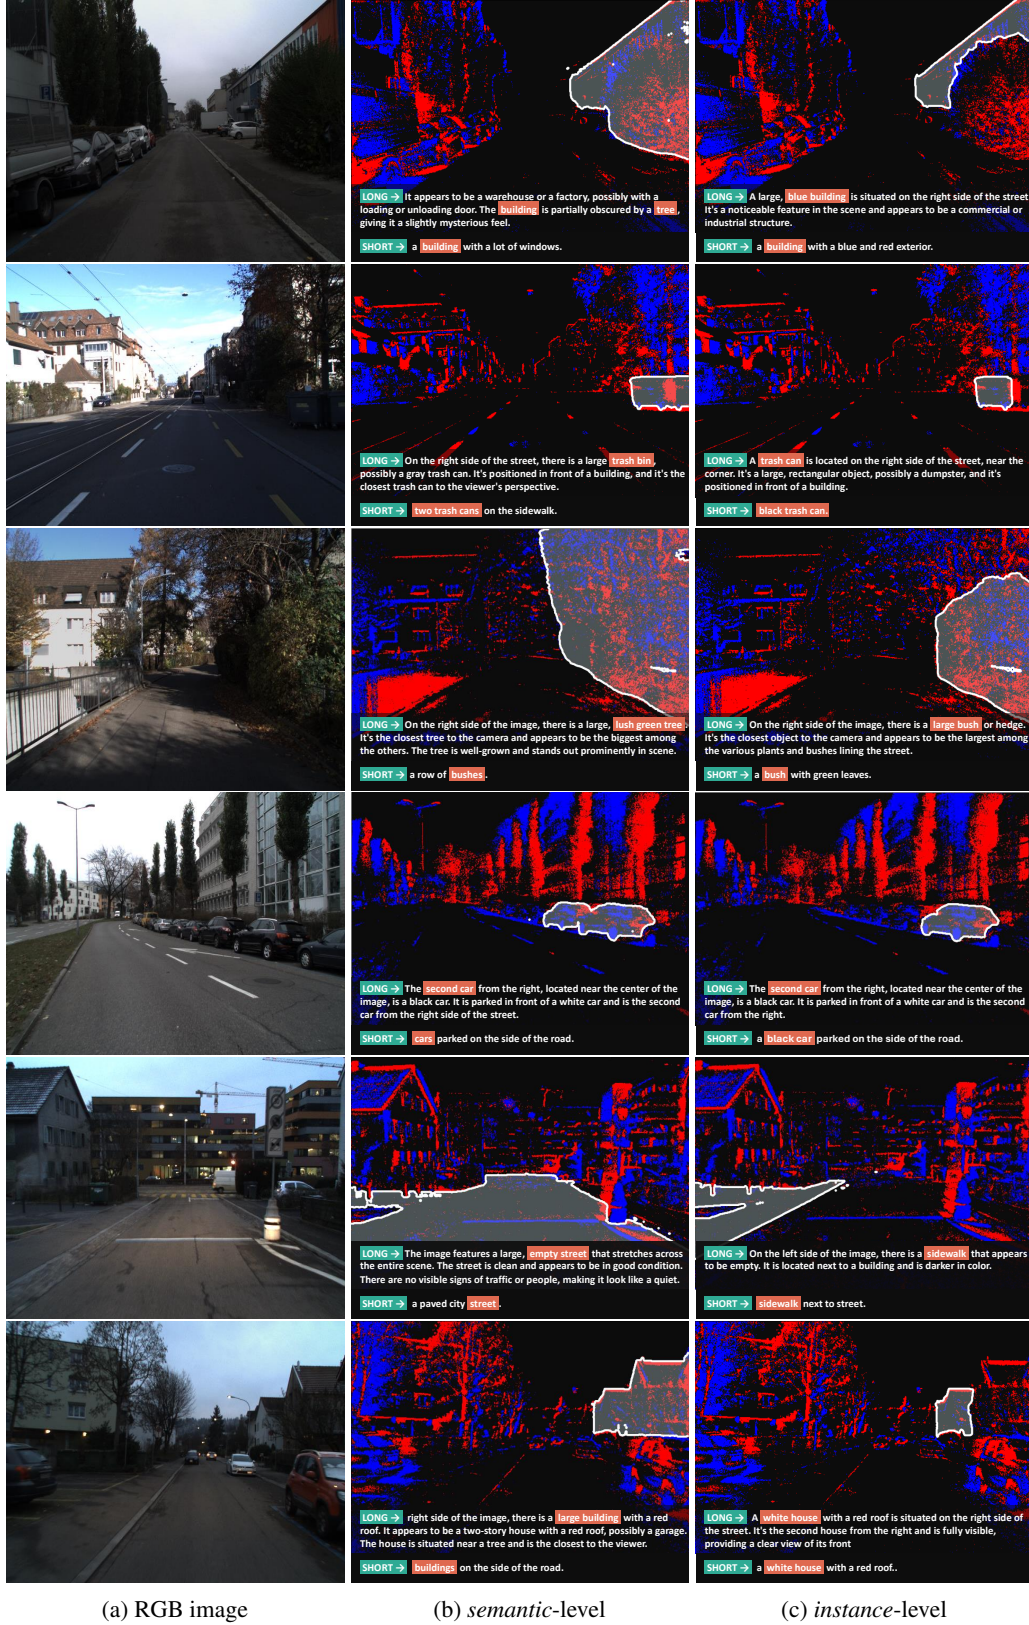 LONG → It appears to be a warehouse or a factory, possibly with a
loading or unloading door. The building is partially obscured by a tree,
giving it a slightly mysterious feel.
SHORT → a building with a lot of windows.
LONG → A large, blue building is situated on the right side of the street
It's a noticeable feature in the scene and appears to be a commercial or
industrial structure.
SHORT → a building with a blue and red exterior.
LONG → On the right side of the street, there is a large trash bin,
possibly a gray trash can. It's positioned in front of a building, and it's the
closest trash can to the viewer's perspective.
SHORT → two trash cans on the sidewalk.
LONG → A trash can is located on the right side of the street, near the
corner. It's a large, rectangular object, possibly a dumpster, and it's
positioned in front of a building.
SHORT → black trash can.
LONG → On the right side of the image, there is a large, lush green tree.
It's the closest tree to the camera and appears to be the biggest among
the others. The tree is well-grown and stands out prominently in scene.
SHORT → a row of bushes.
LONG → On the right side of the image, there is a large bush or hedge.
It's the closest object to the camera and appears to be the largest among
the various plants and bushes lining the street.
SHORT → a bush with green leaves.
LONG → The second car from the right, located near the center of the
image, is a black car. It is parked in front of a white car and is the second
car from the right side of the street.
SHORT → cars parked on the side of the road.
LONG → The second car from the right, located near the center of the
image, is a black car. It is parked in front of a white car and is the second
car from the right.
SHORT → a black car parked on the side of the road.
LONG → The image features a large, empty street that stretches across
the entire scene. The street is clean and appears to be in good condition.
There are no visible signs of traffic or people, making it look like a quiet.
SHORT → a paved city street.
LONG → On the left side of the image, there is a sidewalk that appears
to be empty. It is located next to a building and is darker in color.
SHORT → sidewalk next to street.
LONG → right side of the image, there is a large building with a red
roof. It appears to be a two-story house with a red roof, possibly a garage.
The house is situated near a tree and is the closest to the viewer.
SHORT → buildings on the side of the road.
LONG → A white house with a red roof is situated on the right side of
the street. It's the second house from the right and is fully visible,
providing a clear view of its front
SHORT → a white house with a red roof..
(a) RGB image
(b) semantic-level
(c) instance-level